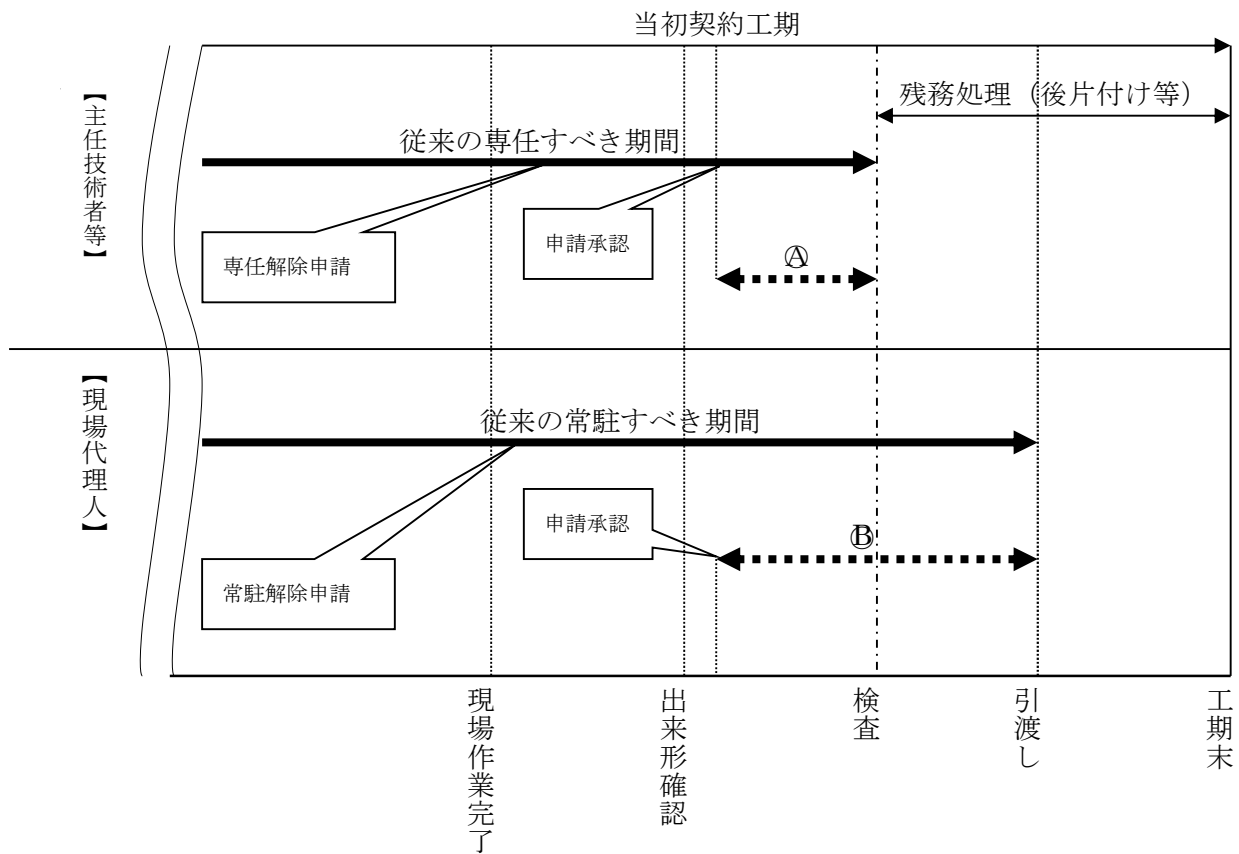 当初契約工期
残務処理（後片付け等）
【主任技術者等】
従来の専任すべき期間
専任解除申請
申請承認
Ⓐ
【現場代理人】
従来の常駐すべき期間
申請承認
Ⓑ
常駐解除申請
現場作業完了
出来形確認
検査
引渡し
工期末